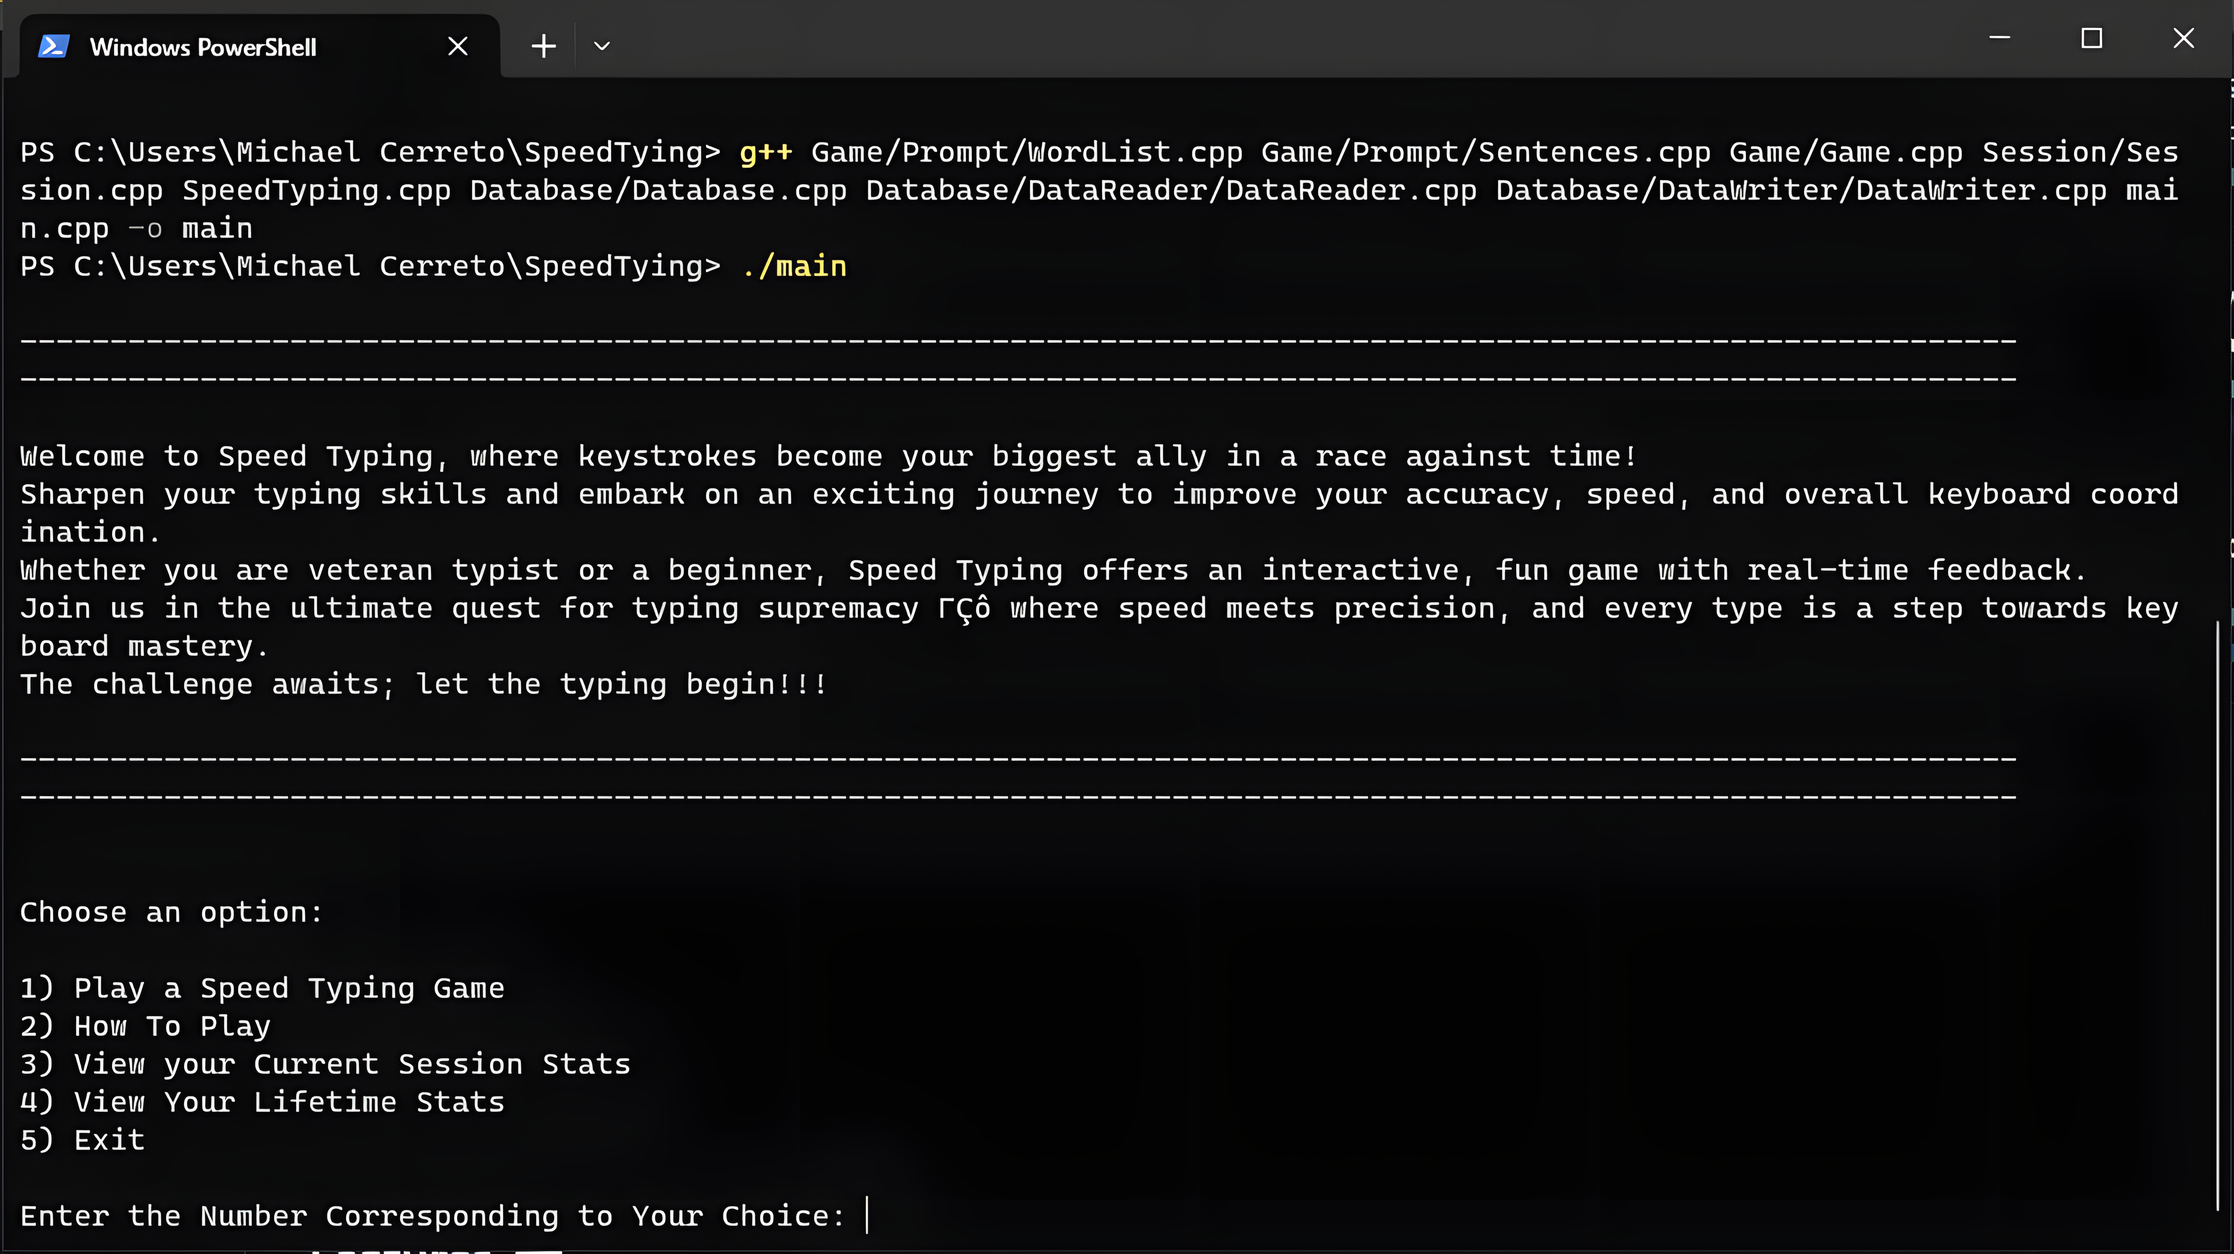 Windows PowerShell
PS C:\Users\Michael Cerreto\SpeedTying> g++ Game/Prompt/WordList.cpp Game/Prompt/Sentences.cpp Game/Game.cpp Session/Ses
sion.cpp SpeedTyping.cpp Database/Database.cpp Database/DataReader/DataReader.cpp Database/DataWriter/DataWriter.cpp mai
n.cpp -o main
PS C:\Users\Michael Cerreto\SpeedTying> ./main
---------------------------------------------------------------------------------------------------------------
---------------------------------------------------------------------------------------------------------------
Welcome to Speed Typing, where keystrokes become your biggest ally in a race against time!
Sharpen your typing skills and embark on an exciting journey to improve your accuracy, speed, and overall keyboard coord
ination.
Whether you are veteran typist or a beginner, Speed Typing offers an interactive, fun game with real-time feedback.
Join us in the ultimate quest for typing supremacy ΓÇô where speed meets precision, and every type is a step towards key
board mastery.
The challenge awaits; let the typing begin!!!
---------------------------------------------------------------------------------------------------------------
---------------------------------------------------------------------------------------------------------------
Choose an option:
1) Play a Speed Typing Game
2) How To Play
3) View your Current Session Stats
4) View Your Lifetime Stats
5) Exit
Enter the Number Corresponding to Your Choice: